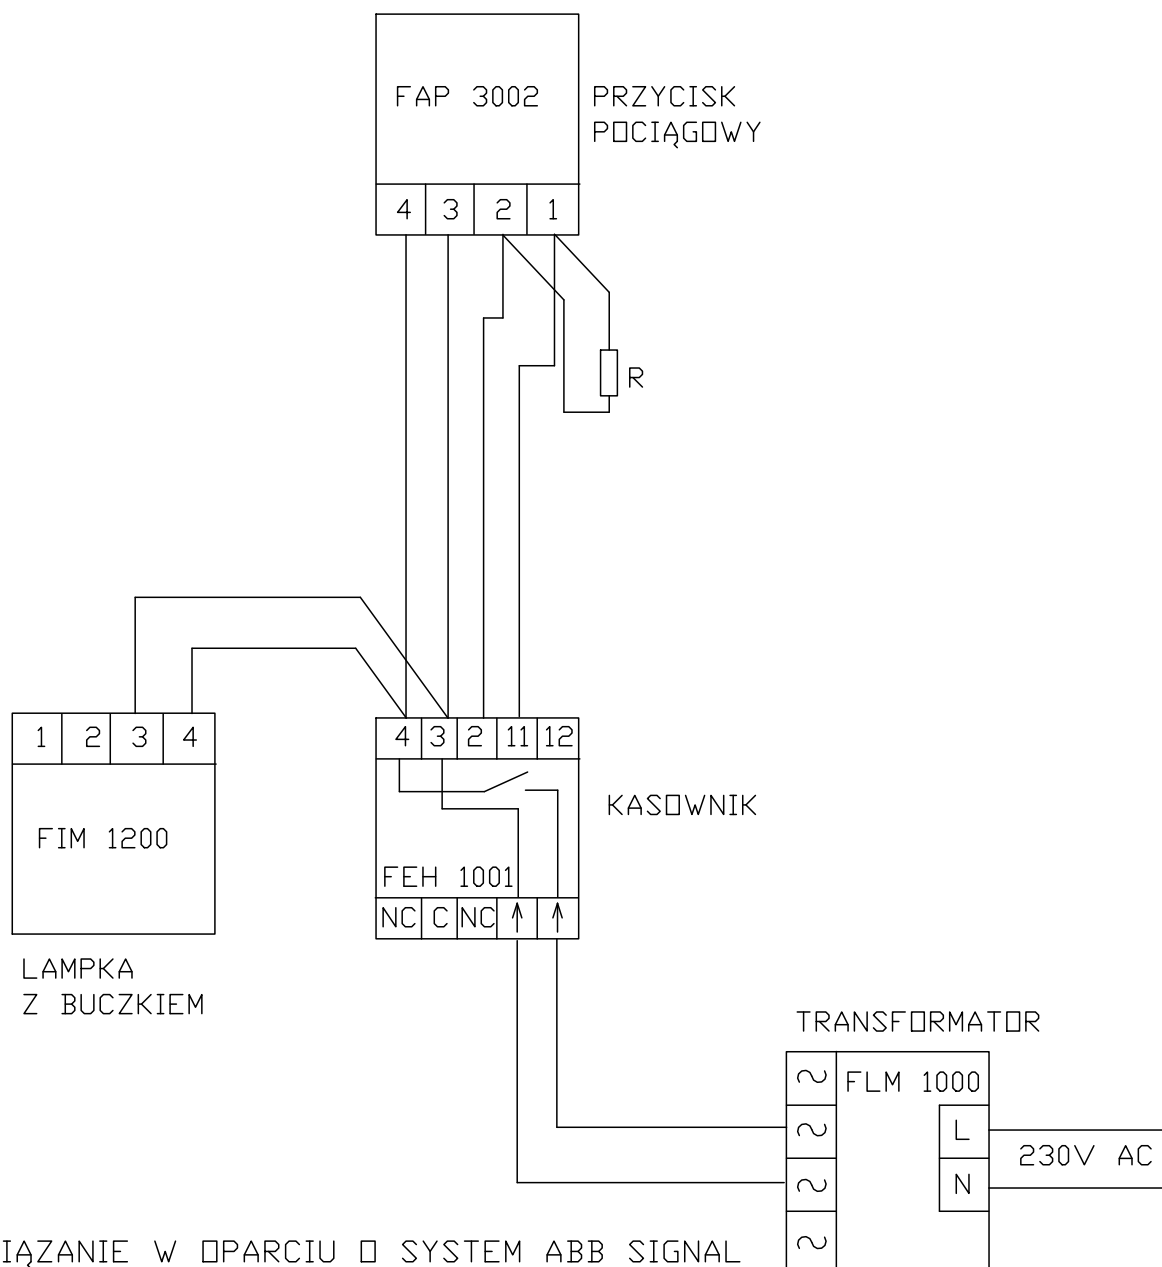 FAP 3002
PRZYCISK
POCIĄGOWY
4 3 2 1
R
1 2 3 4
4 3 2 11 12
FIM 1200
KASOWNIK
FEH 1001
NC C NC ↑ ↑
LAMPKA
Z BUCZKIEM
TRANSFORMATOR
~
FLM 1000
~
L
230V AC
~
N
~
IĄZANIE W OPARCIU O SYSTEM ABB SIGNAL